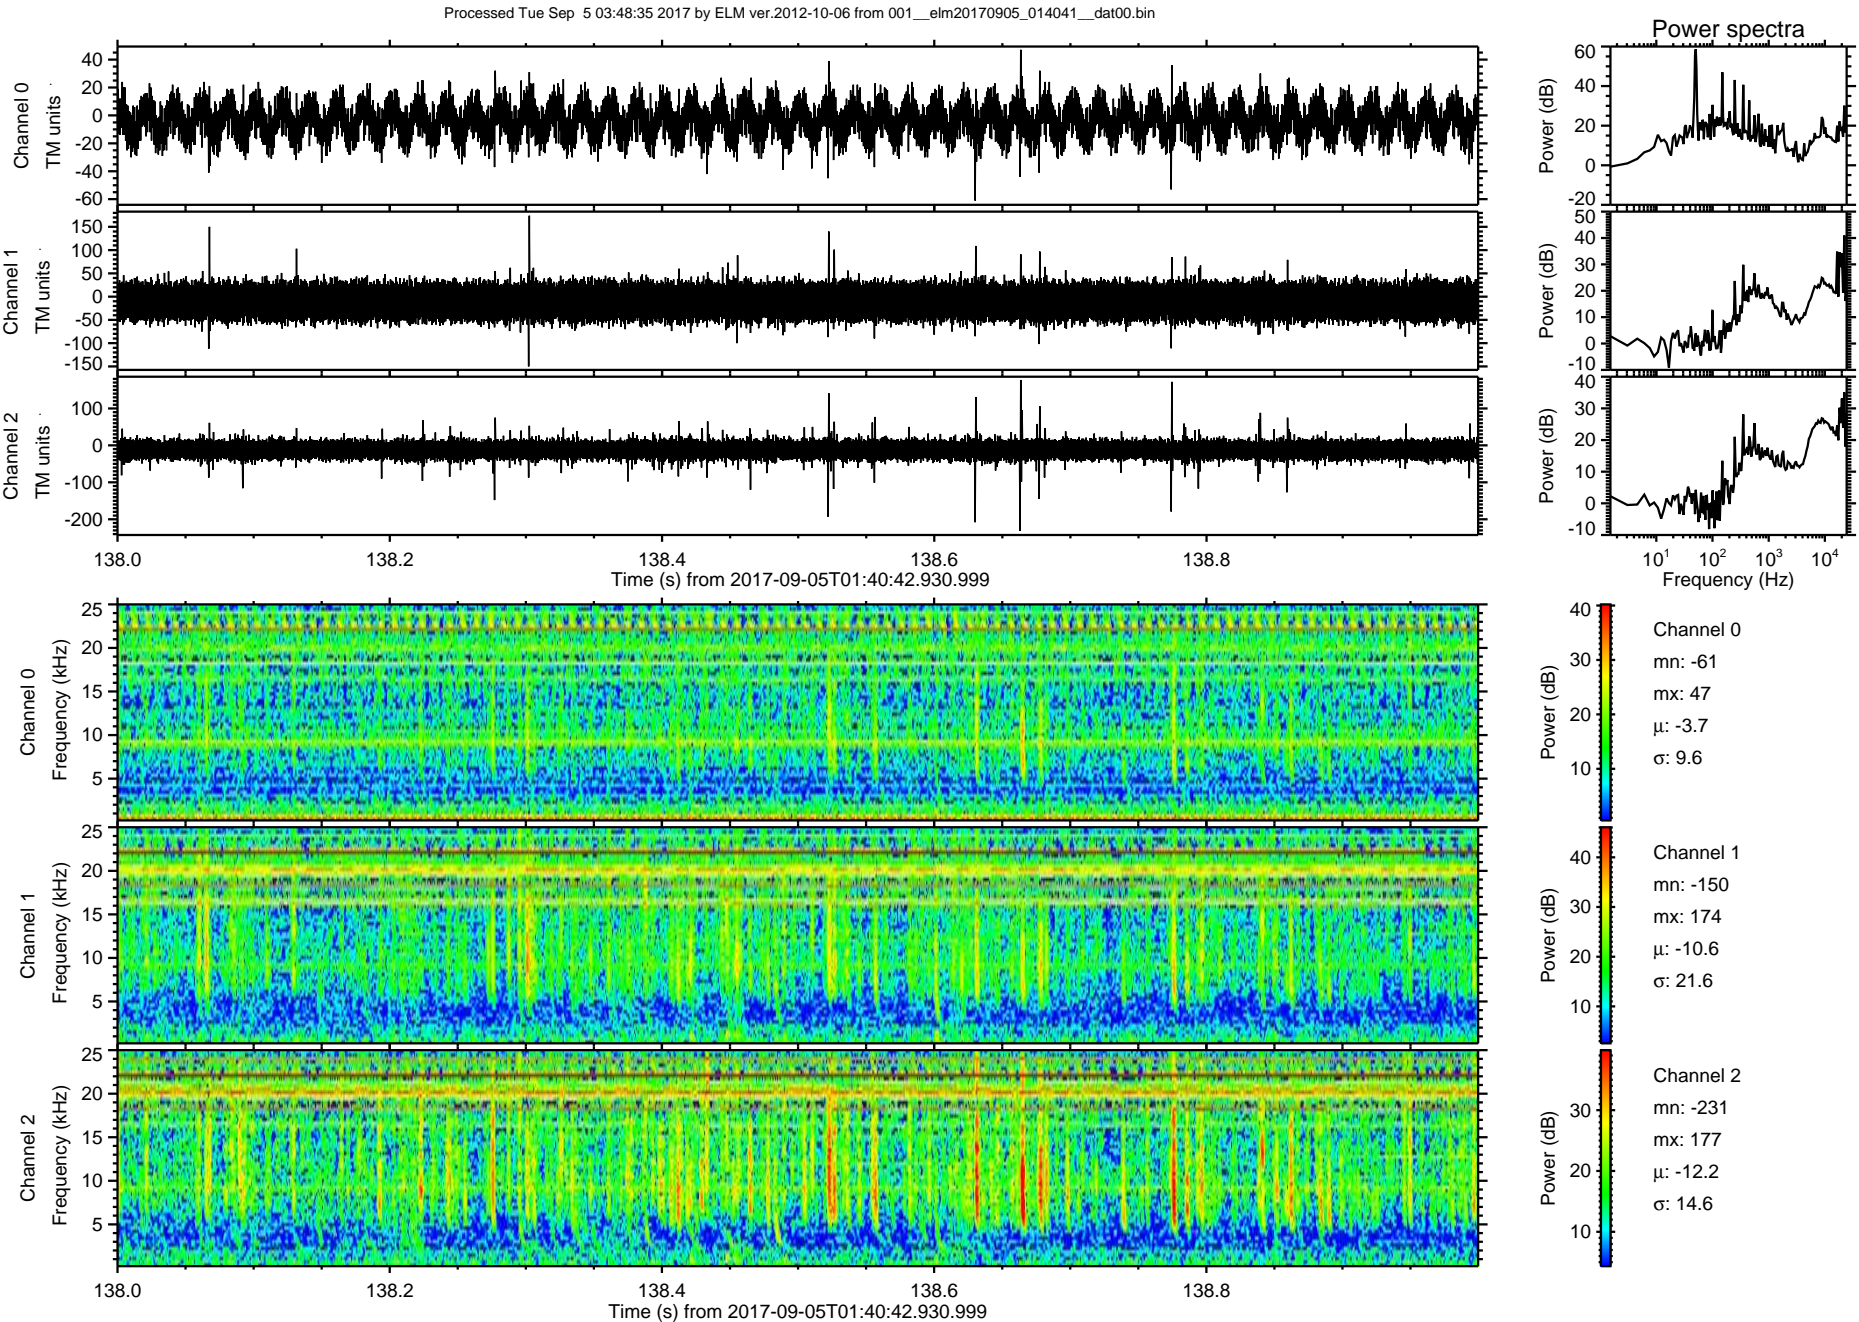 Processed Tue Sep  5 03:48:35 2017 by ELM ver.2012-10-06 from 001__elm20170905_014041__dat00.bin
Power spectra
Channel 0
TM units
40
20
0
-20
-40
-60
Power (dB)
60
40
20
0
-20
Channel 1
TM units
150
100
50
0
-50
-100
-150
Power (dB)
50
40
30
20
10
0
-10
Channel 2
TM units
100
0
-100
-200
Power (dB)
40
30
20
10
0
-10
138.0 138.2 138.4 138.6 138.8
Time (s) from 2017-09-05T01:40:42.930.999
10^1 10^2 10^3 10^4
Frequency (Hz)
Channel 0
Frequency (kHz)
25
20
15
10
5
Power (dB)
40
30
20
10
Channel 0
mn: -61
mx: 47
μ: -3.7
σ: 9.6
Channel 1
Frequency (kHz)
25
20
15
10
5
Power (dB)
40
30
20
10
Channel 1
mn: -150
mx: 174
μ: -10.6
σ: 21.6
Channel 2
Frequency (kHz)
25
20
15
10
5
Power (dB)
30
20
10
Channel 2
mn: -231
mx: 177
μ: -12.2
σ: 14.6
138.0 138.2 138.4 138.6 138.8
Time (s) from 2017-09-05T01:40:42.930.999